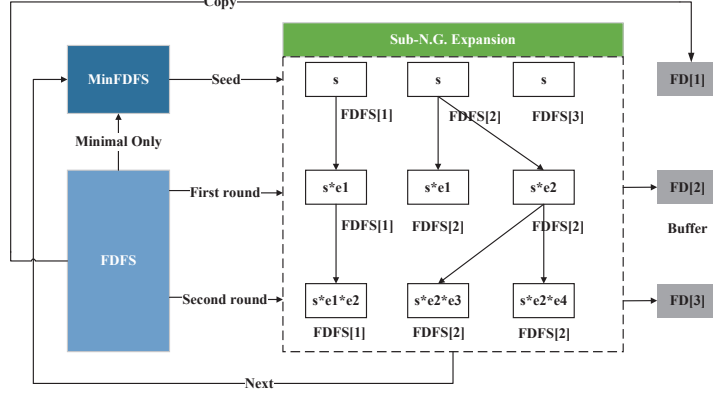 Copy
Sub-N.G. Expansion
MinFDFS
Seed
s
s
s
FD[1]
FDFS[1]
FDFS[2]
FDFS[3]
Minimal Only
First round
s*e1
s*e1
s*e2
FD[2]
FDFS[1]
FDFS[2]
FDFS[2]
Buffer
FDFS
Second round
s*e1*e2
s*e2*e3
s*e2*e4
FD[3]
FDFS[1]
FDFS[2]
FDFS[2]
Next